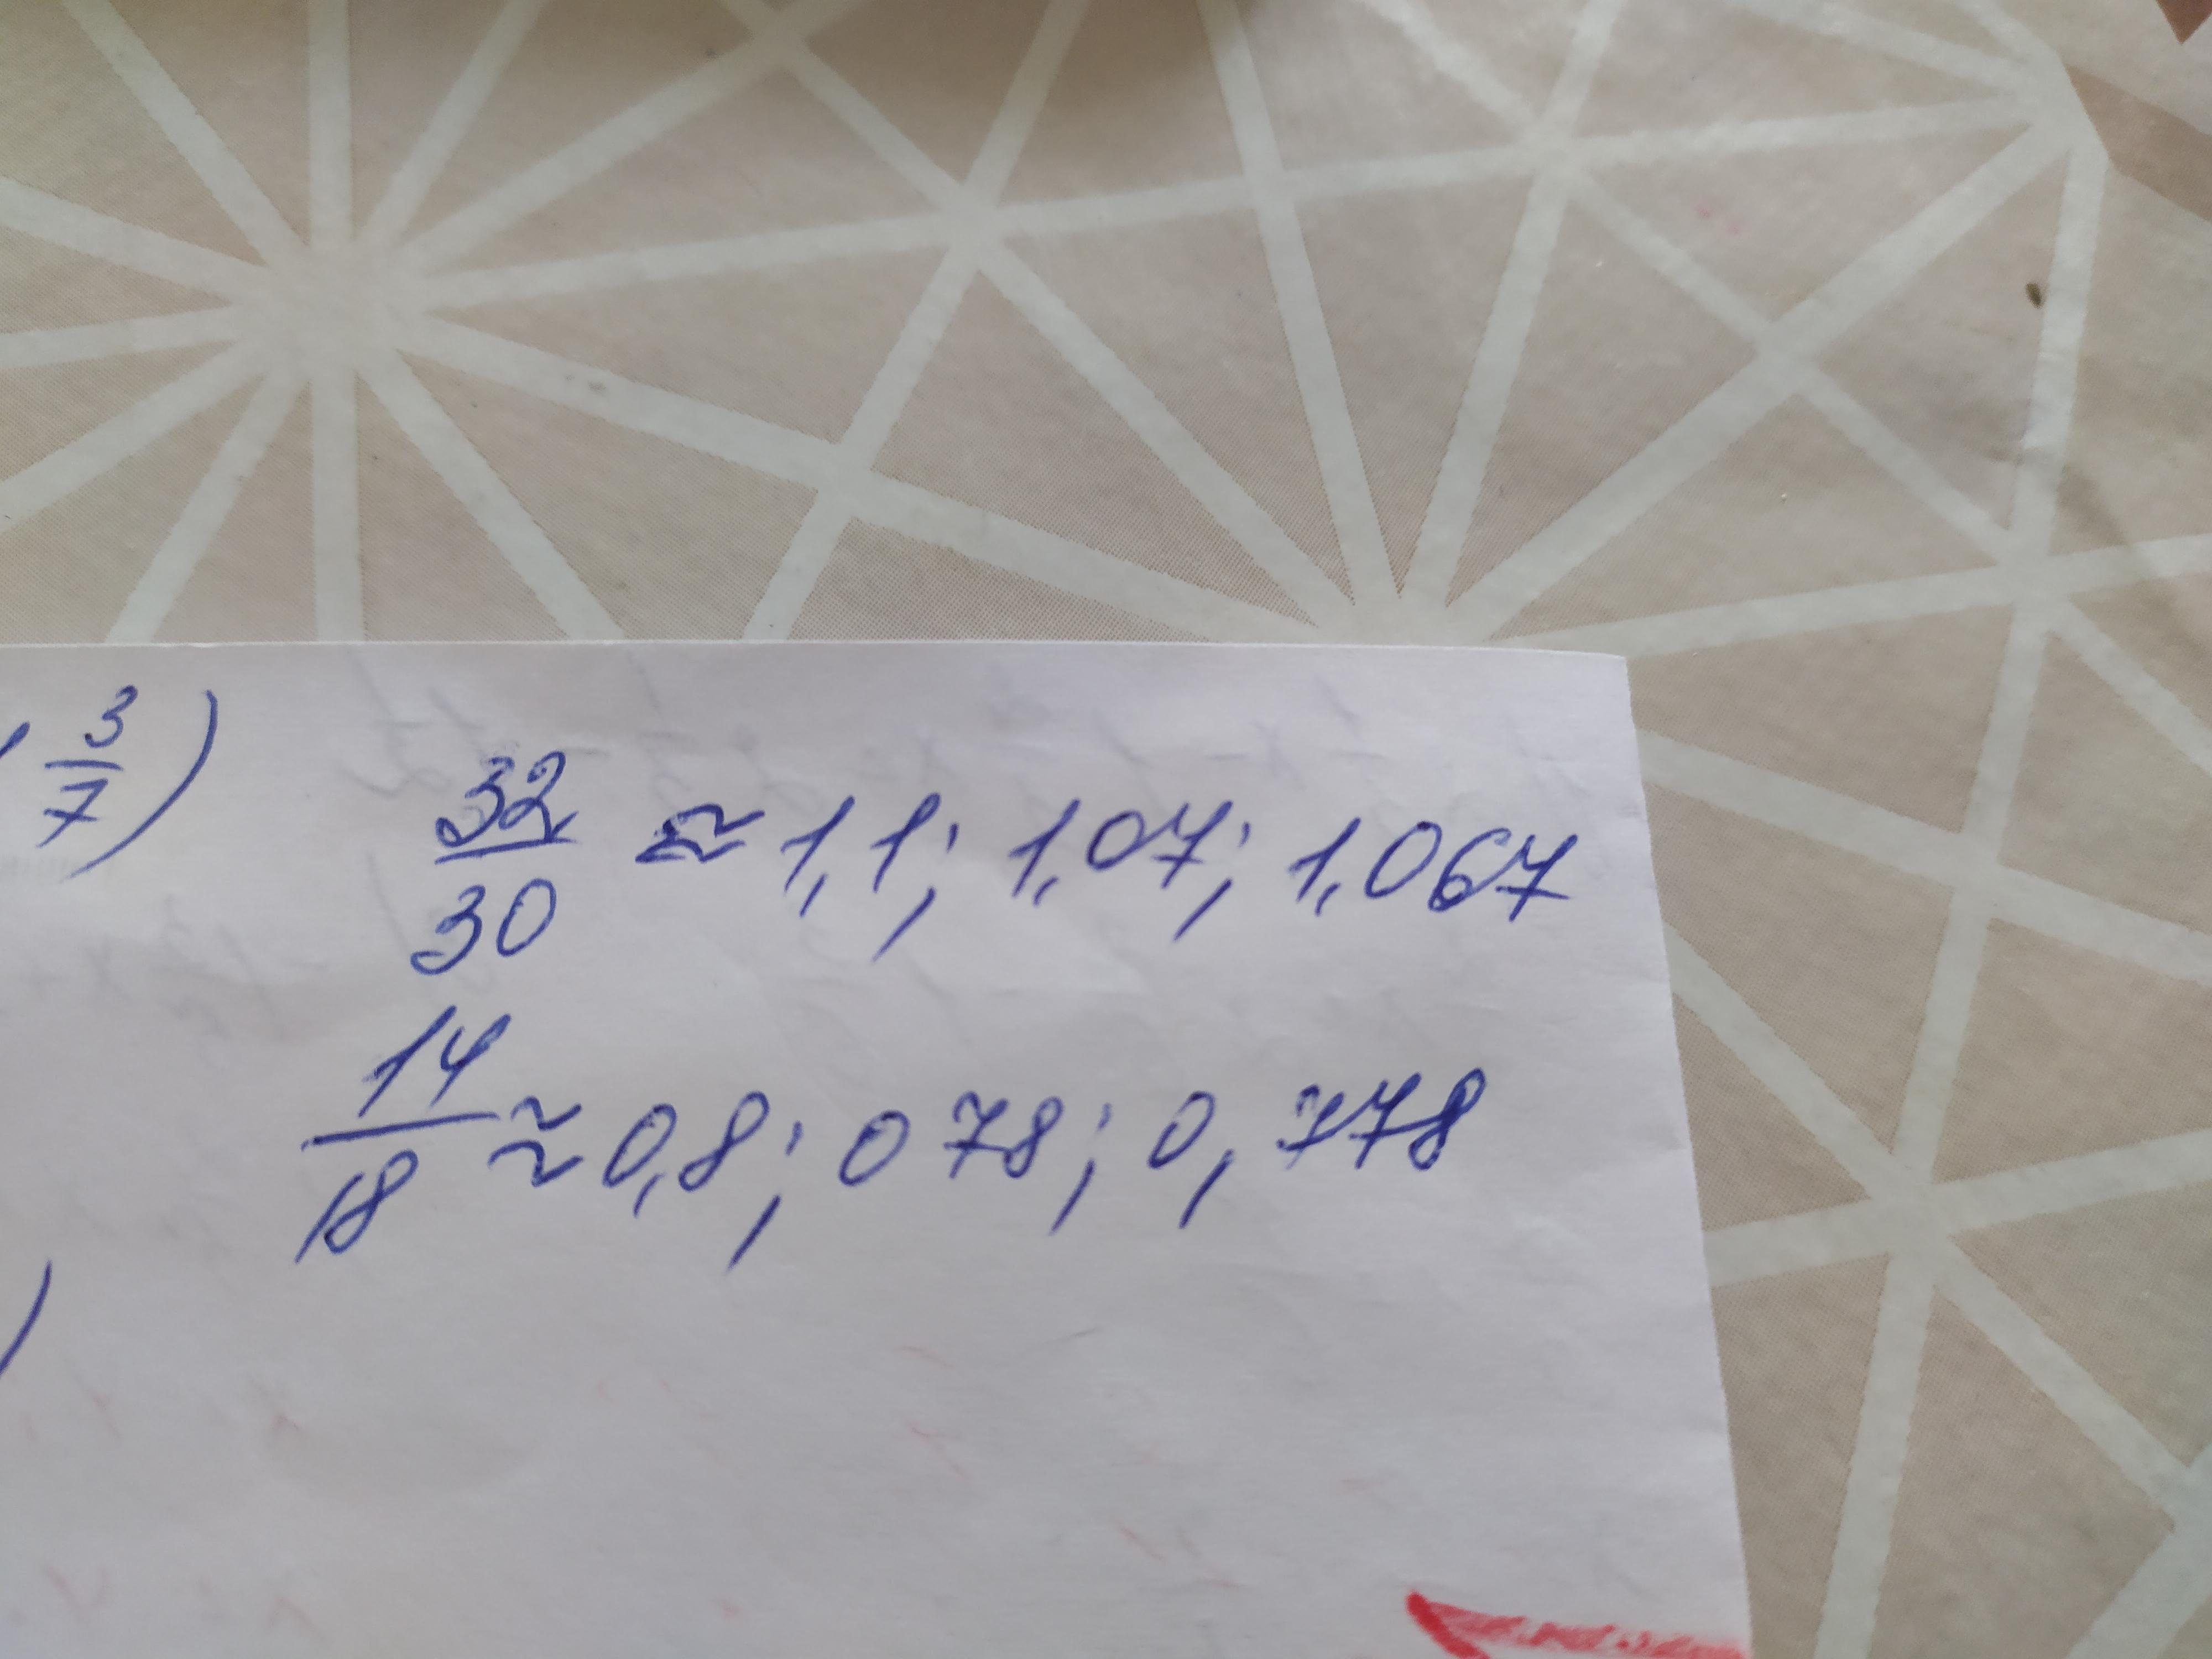 3/7)
32/30 ≈ 1,1; 1,07; 1,067
14/18 ≈ 0,8; 0 78; 0,778
)